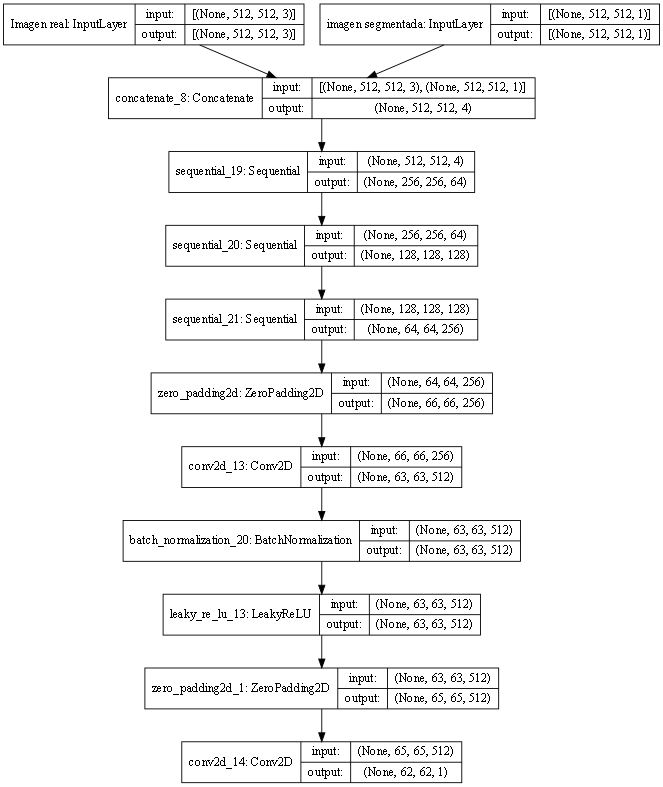 Imagen real: InputLayer
input: [(None, 512, 512, 3)]
output: [(None, 512, 512, 3)]
imagen segmentada: InputLayer
input: [(None, 512, 512, 1)]
output: [(None, 512, 512, 1)]
concatenate_8: Concatenate
input: [(None, 512, 512, 3), (None, 512, 512, 1)]
output: (None, 512, 512, 4)
sequential_19: Sequential
input: (None, 512, 512, 4)
output: (None, 256, 256, 64)
sequential_20: Sequential
input: (None, 256, 256, 64)
output: (None, 128, 128, 128)
sequential_21: Sequential
input: (None, 128, 128, 128)
output: (None, 64, 64, 256)
zero_padding2d: ZeroPadding2D
input: (None, 64, 64, 256)
output: (None, 66, 66, 256)
conv2d_13: Conv2D
input: (None, 66, 66, 256)
output: (None, 63, 63, 512)
batch_normalization_20: BatchNormalization
input: (None, 63, 63, 512)
output: (None, 63, 63, 512)
leaky_re_lu_13: LeakyReLU
input: (None, 63, 63, 512)
output: (None, 63, 63, 512)
zero_padding2d_1: ZeroPadding2D
input: (None, 63, 63, 512)
output: (None, 65, 65, 512)
conv2d_14: Conv2D
input: (None, 65, 65, 512)
output: (None, 62, 62, 1)